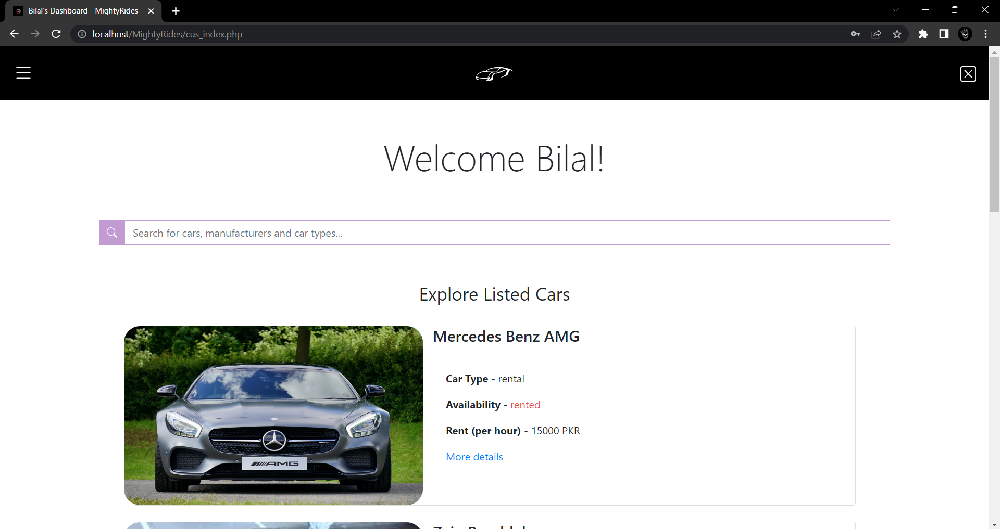 Bilal's Dashboard - MightyRides
localhost/MightyRides/cus_index.php
Welcome Bilal!
Search for cars, manufacturers and car types...
Explore Listed Cars
Mercedes Benz AMG
Car Type - rental
Availability - rented
Rent (per hour) - 15000 PKR
More details
AMG